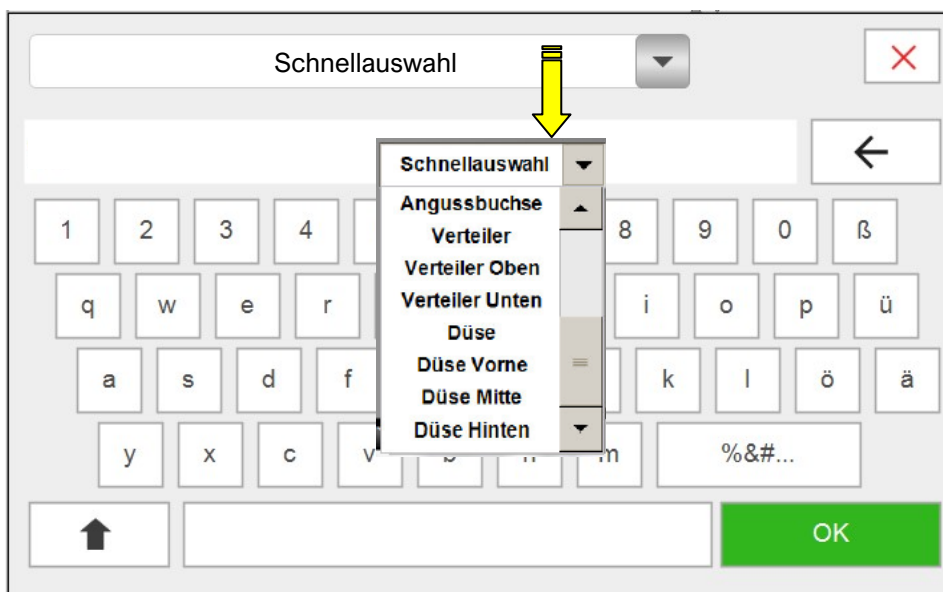 Schnellauswahl
Schnellauswahl
Angussbuchse
Verteiler
Verteiler Oben
Verteiler Unten
Düse
Düse Vorne
Düse Mitte
Düse Hinten
1 2 3 4 8 9 0 ß
q w e r i o p ü
a s d f k l ö ä
y x c v m %&#...
OK